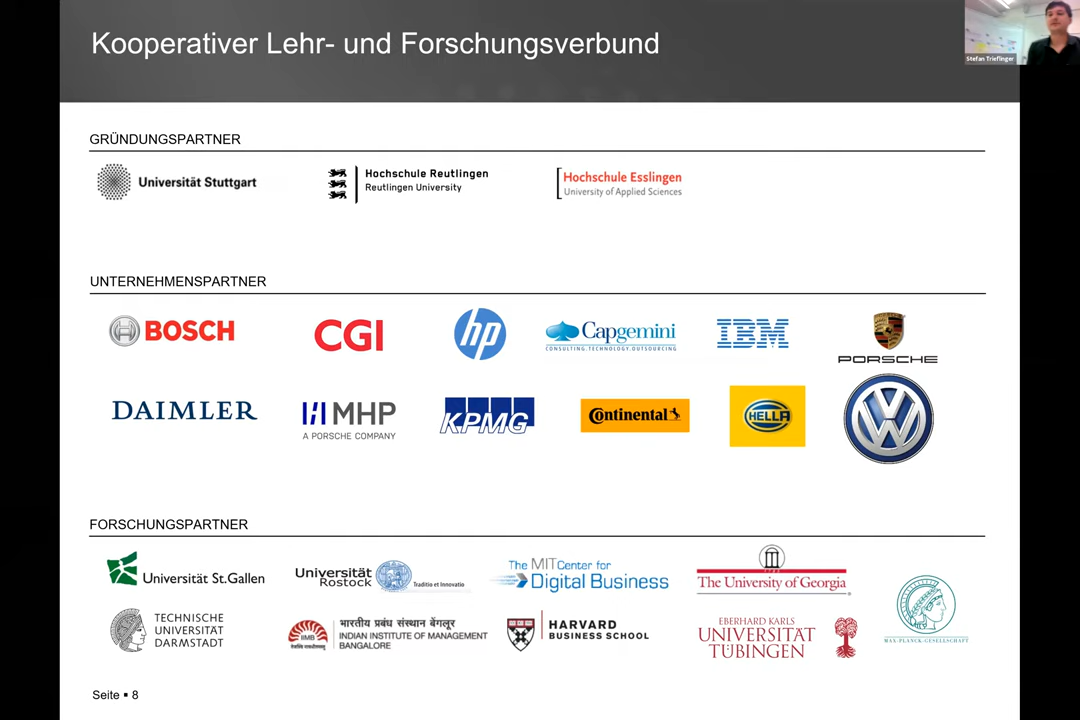 Kooperativer Lehr- und Forschungsverbund
Stefan Trieflinger
GRÜNDUNGSPARTNER
Universität Stuttgart
Hochschule Reutlingen
Reutlingen University
Hochschule Esslingen
University of Applied Sciences
UNTERNEHMENSPARTNER
BOSCH
CGI
hp
Capgemini
CONSULTING.TECHNOLOGY.OUTSOURCING
IBM
PORSCHE
DAIMLER
MHP
A PORSCHE COMPANY
KPMG
Continental
HELLA
VW
FORSCHUNGSPARTNER
Universität St.Gallen
Universität
Rostock
Traditio et Innovatio
The MIT Center for
Digital Business
The University of Georgia
TECHNISCHE
UNIVERSITÄT
DARMSTADT
IIMB
भारतीय प्रबंध संस्थान बेंगलूर
INDIAN INSTITUTE OF MANAGEMENT
BANGALORE
HARVARD
BUSINESS SCHOOL
EBERHARD KARLS
UNIVERSITÄT
TÜBINGEN
MAX-PLANCK-GESELLSCHAFT
Seite ▪ 8